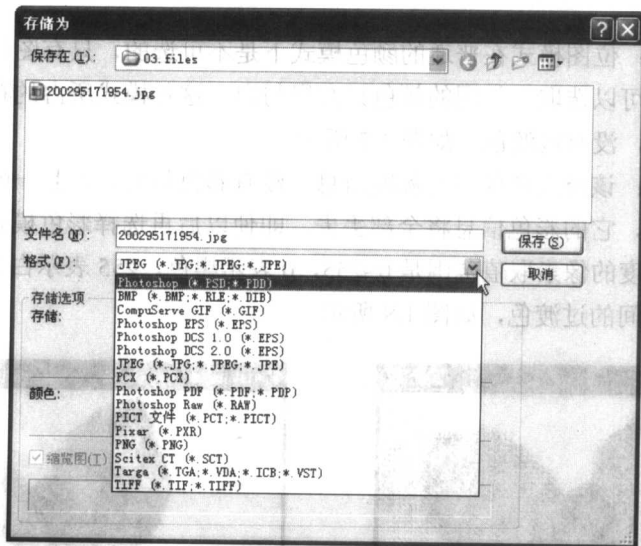 存储为
保存在(I): 03.files
200295171954.jpg
文件名(N): 200295171954.jpg 保存(S)
格式(F): JPEG (*.JPG;*.JPEG;*.JPE) 取消
Photoshop (*.PSD;*.PDD)
BMP (*.BMP;*.RLE;*.DIB)
CompuServe GIF (*.GIF)
Photoshop EPS (*.EPS)
Photoshop DCS 1.0 (*.EPS)
Photoshop DCS 2.0 (*.EPS)
JPEG (*.JPG;*.JPEG;*.JPE)
PCX (*.PCX)
Photoshop PDF (*.PDF;*.PDP)
Photoshop Raw (*.RAW)
PICT 文件 (*.PCT;*.PICT)
Pixar (*.PXR)
PNG (*.PNG)
Scitex CT (*.SCT)
Targa (*.TGA;*.VDA;*.ICB;*.VST)
TIFF (*.TIF;*.TIFF)
存储选项
存储:
颜色:
缩览图(T)